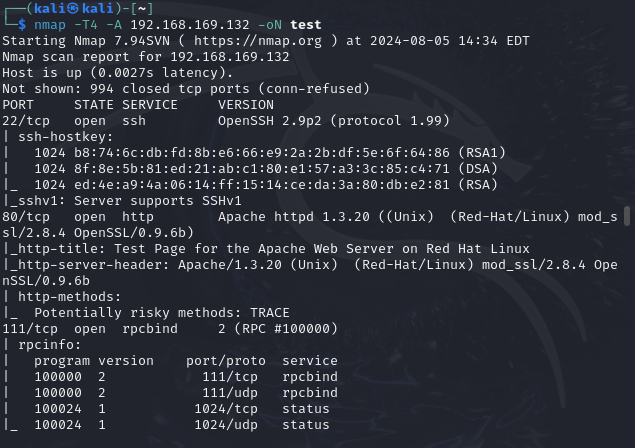 ┌──(kali㉿kali)-[~]
└─$ nmap -T4 -A 192.168.169.132 -oN test
Starting Nmap 7.94SVN ( https://nmap.org ) at 2024-08-05 14:34 EDT
Nmap scan report for 192.168.169.132
Host is up (0.0027s latency).
Not shown: 994 closed tcp ports (conn-refused)
PORT     STATE SERVICE     VERSION
22/tcp   open  ssh         OpenSSH 2.9p2 (protocol 1.99)
| ssh-hostkey:
|   1024 b8:74:6c:db:fd:8b:e6:66:e9:2a:2b:df:5e:6f:64:86 (RSA1)
|   1024 8f:8e:5b:81:ed:21:ab:c1:80:e1:57:a3:3c:85:c4:71 (DSA)
|_  1024 ed:4e:a9:4a:06:14:ff:15:14:ce:da:3a:80:db:e2:81 (RSA)
|_sshv1: Server supports SSHv1
80/tcp   open  http        Apache httpd 1.3.20 ((Unix)  (Red-Hat/Linux) mod_s
sl/2.8.4 OpenSSL/0.9.6b)
|_http-title: Test Page for the Apache Web Server on Red Hat Linux
|_http-server-header: Apache/1.3.20 (Unix)  (Red-Hat/Linux) mod_ssl/2.8.4 Ope
nSSL/0.9.6b
| http-methods:
|_  Potentially risky methods: TRACE
111/tcp  open  rpcbind     2 (RPC #100000)
| rpcinfo:
|   program version    port/proto  service
|   100000  2            111/tcp   rpcbind
|   100000  2            111/udp   rpcbind
|   100024  1           1024/tcp   status
|_  100024  1           1024/udp   status